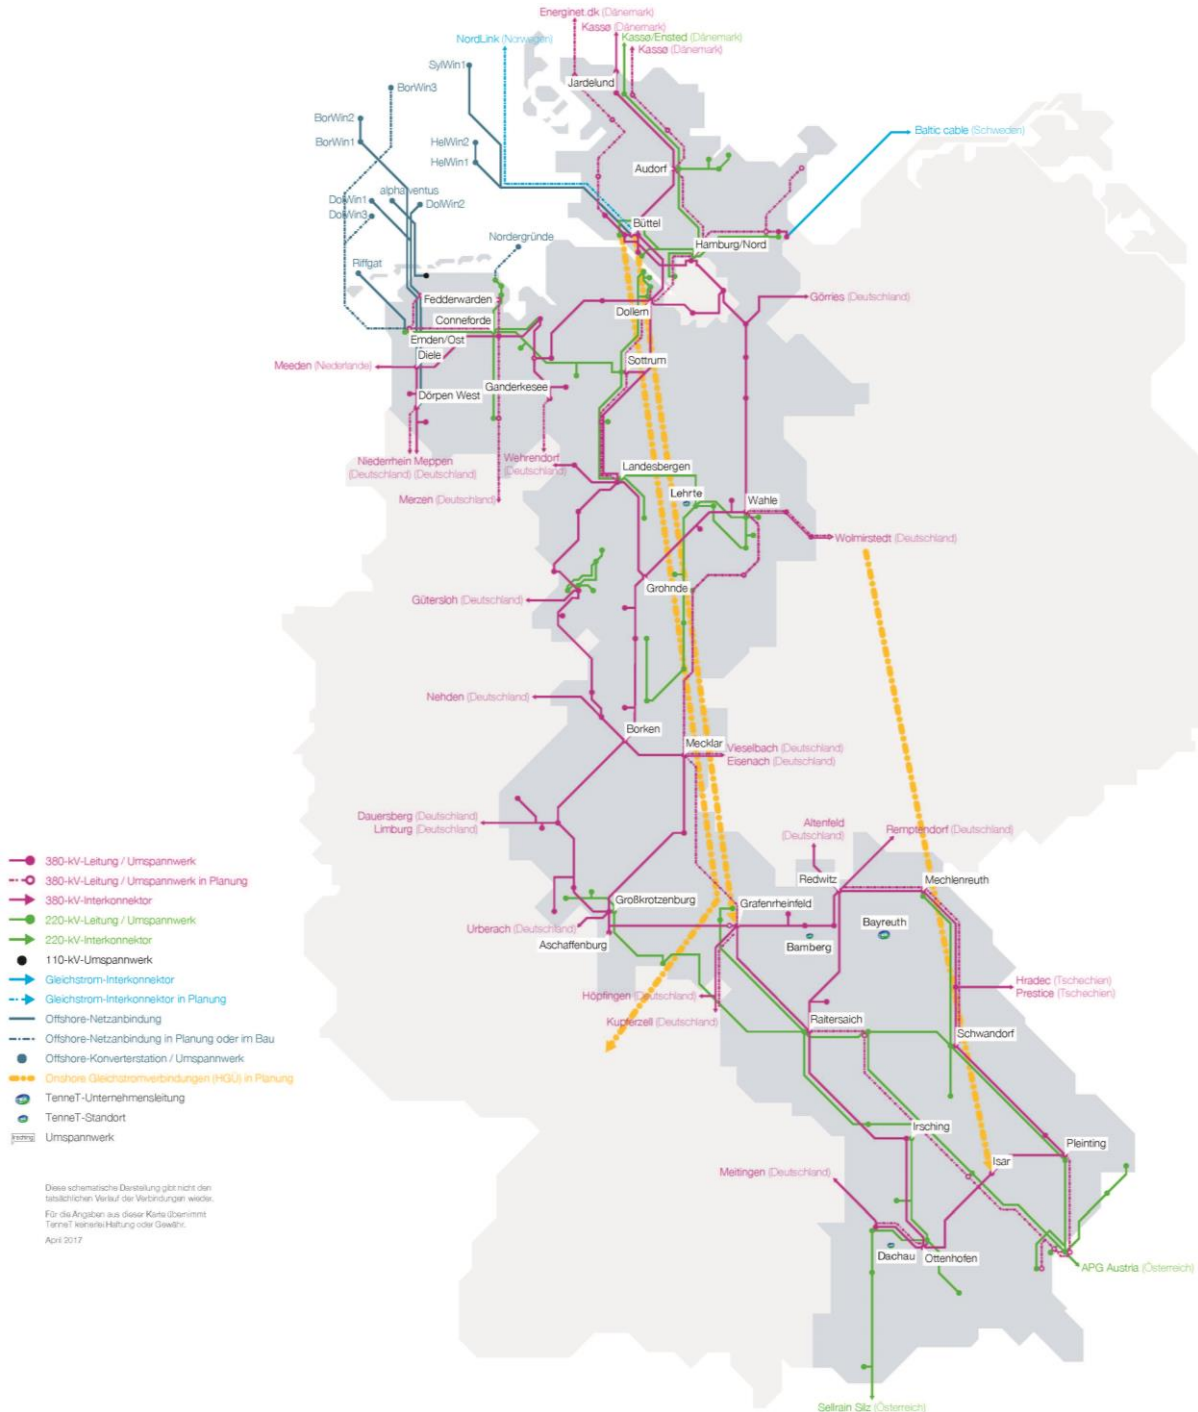 Energinet.dk (Dänemark)
Kassø (Dänemark)
Kassø/Ensted (Dänemark)
Kassø (Dänemark)
NordLink (Norwegen)
SylWin1
Jardelund
BorWin3
BorWin2
BorWin1
HelWin2
HelWin1
Baltic cable (Schweden)
Audorf
alpha ventus
DolWin1
DolWin2
DolWin3
Büttel
Nordergründe
Hamburg/Nord
Riffgat
Fedderwarden
Görries (Deutschland)
Dollern
Conneforde
Emden/Ost
Diele
Sottrum
Meeden (Niederlande)
Ganderkesee
Dörpen West
Niederrhein Meppen
(Deutschland) (Deutschland)
Wehrendorf
(Deutschland)
Merzen (Deutschland)
Landesbergen
Lehrte
Wahle
Wolmirstedt (Deutschland)
Grohnde
Gütersloh (Deutschland)
Nehden (Deutschland)
Borken
Mecklar
Vieselbach (Deutschland)
Eisenach (Deutschland)
Dauersberg (Deutschland)
Limburg (Deutschland)
Altenfeld
(Deutschland)
Remptendorf (Deutschland)
Redwitz
Mechlenreuth
Großkrotzenburg
Grafenrheinfeld
Urberach (Deutschland)
Aschaffenburg
Bamberg
Bayreuth
Höpfingen (Deutschland)
Kupferzell (Deutschland)
Hradec (Tschechien)
Prestice (Tschechien)
Raitersaich
Schwandorf
Irsching
Pleinting
Isar
Meitingen (Deutschland)
Dachau
Ottenhofen
APG Austria (Österreich)
Sellrain Silz (Österreich)
380-kV-Leitung / Umspannwerk
380-kV-Leitung / Umspannwerk in Planung
380-kV-Interkonnektor
220-kV-Leitung / Umspannwerk
220-kV-Interkonnektor
110-kV-Umspannwerk
Gleichstrom-Interkonnektor
Gleichstrom-Interkonnektor in Planung
Offshore-Netzanbindung
Offshore-Netzanbindung in Planung oder im Bau
Offshore-Konverterstation / Umspannwerk
Onshore Gleichstromverbindungen (HGÜ) in Planung
TenneT-Unternehmensleitung
TenneT-Standort
Irsching Umspannwerk
Diese schematische Darstellung gibt nicht den
tatsächlichen Verlauf der Verbindungen wieder.
Für die Angaben aus dieser Karte übernimmt
TenneT keinerlei Haftung oder Gewähr.
April 2017